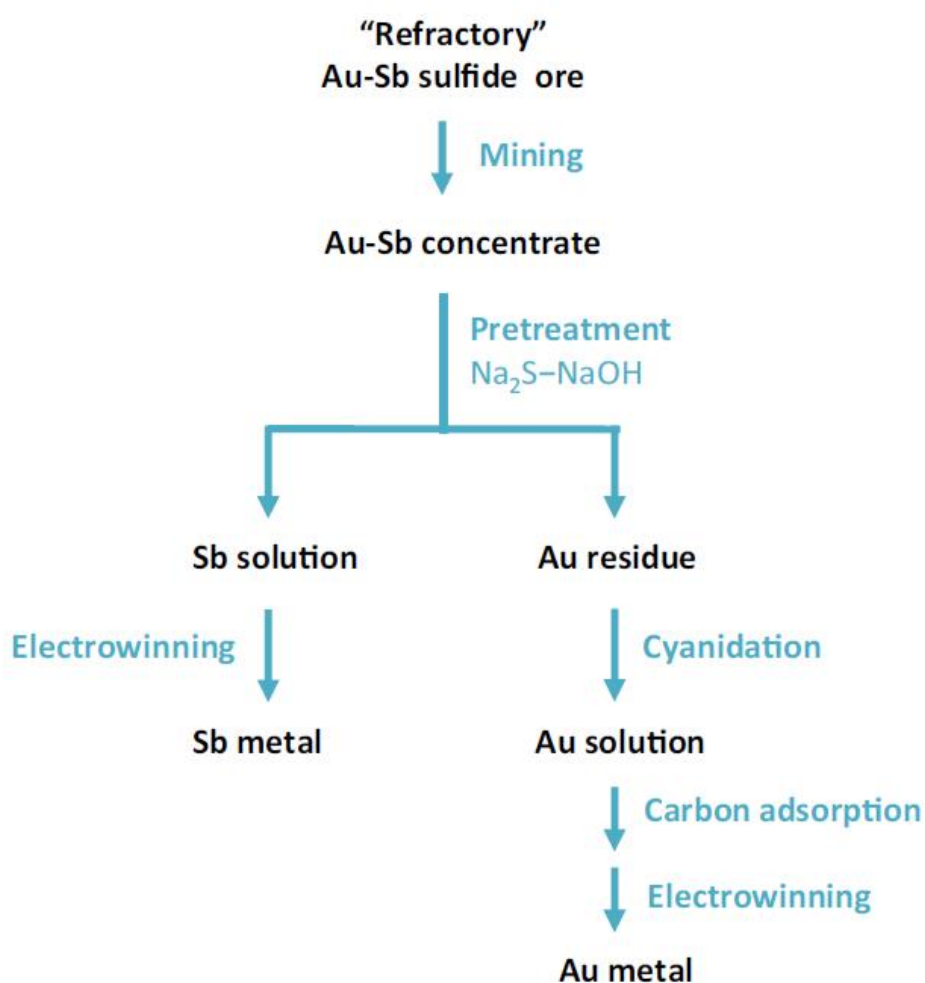 “Refractory”
Au-Sb sulfide ore
Mining
Au-Sb concentrate
Pretreatment
Na₂S–NaOH
Sb solution
Au residue
Electrowinning
Cyanidation
Sb metal
Au solution
Carbon adsorption
Electrowinning
Au metal